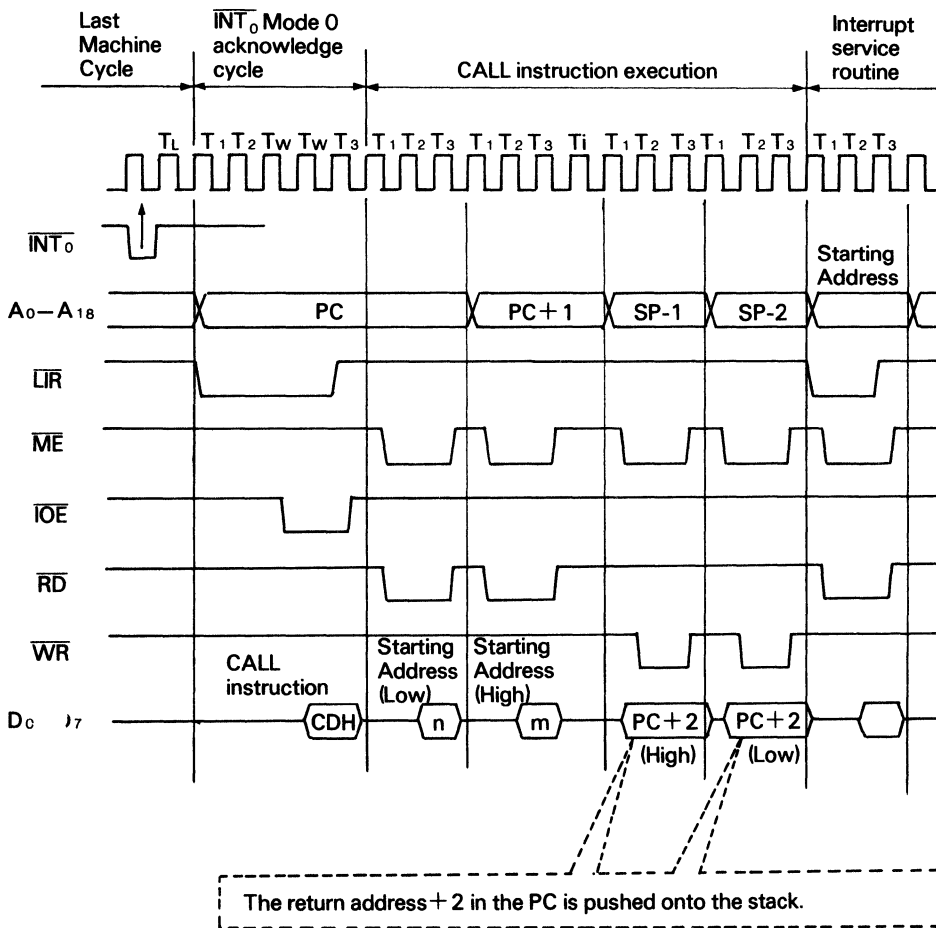 Last
Machine
Cycle
INT₀ Mode 0
acknowledge
cycle
CALL instruction execution
Interrupt
service
routine
TL T1 T2 TW TW T3 T1 T2 T3 T1 T2 T3 Ti T1 T2 T3 T1 T2 T3 T1 T2 T3
INT₀
Starting
Address
A0–A18
PC
PC+1
SP-1
SP-2
LIR
ME
IOE
RD
WR
CALL
instruction
Starting
Address
(Low)
Starting
Address
(High)
CDH
n
m
PC+2
(High)
PC+2
(Low)
The return address+2 in the PC is pushed onto the stack.